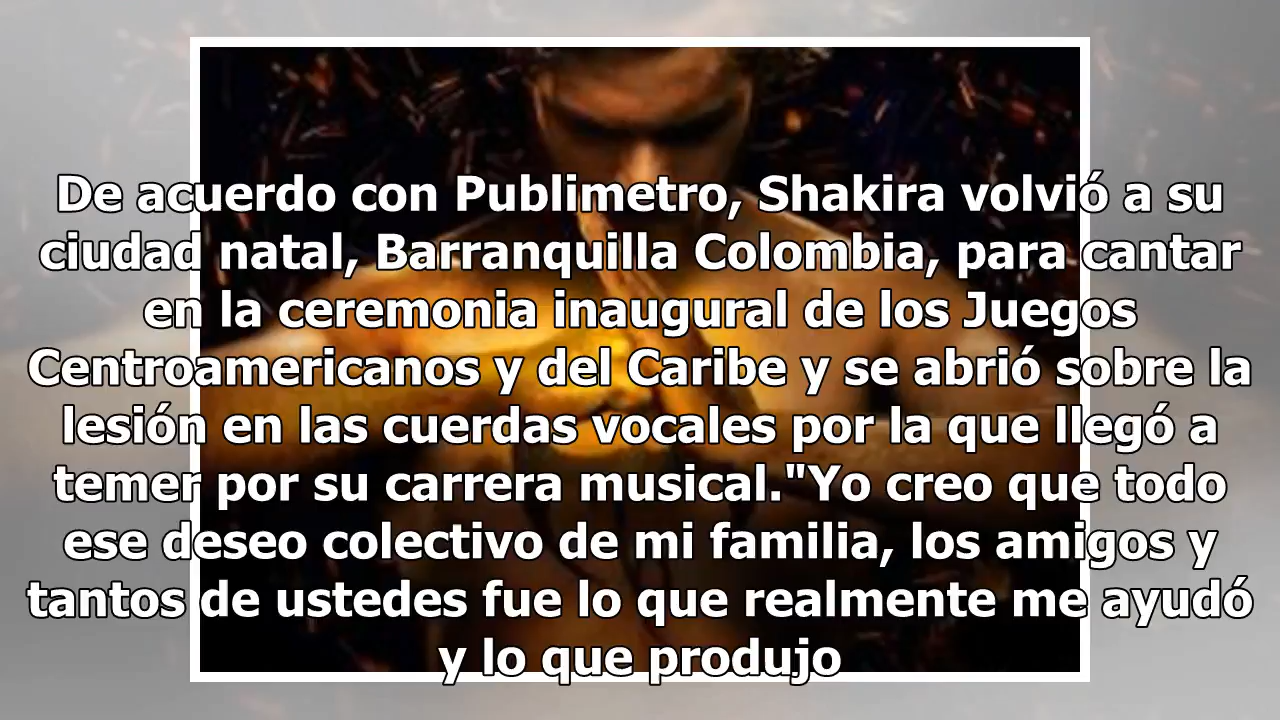 De acuerdo con Publimetro, Shakira volvió a su
ciudad natal, Barranquilla Colombia, para cantar
en la ceremonia inaugural de los Juegos
Centroamericanos y del Caribe y se abrió sobre la
lesión en las cuerdas vocales por la que llegó a
temer por su carrera musical."Yo creo que todo
ese deseo colectivo de mi familia, los amigos y
tantos de ustedes fue lo que realmente me ayudó
y lo que produjo